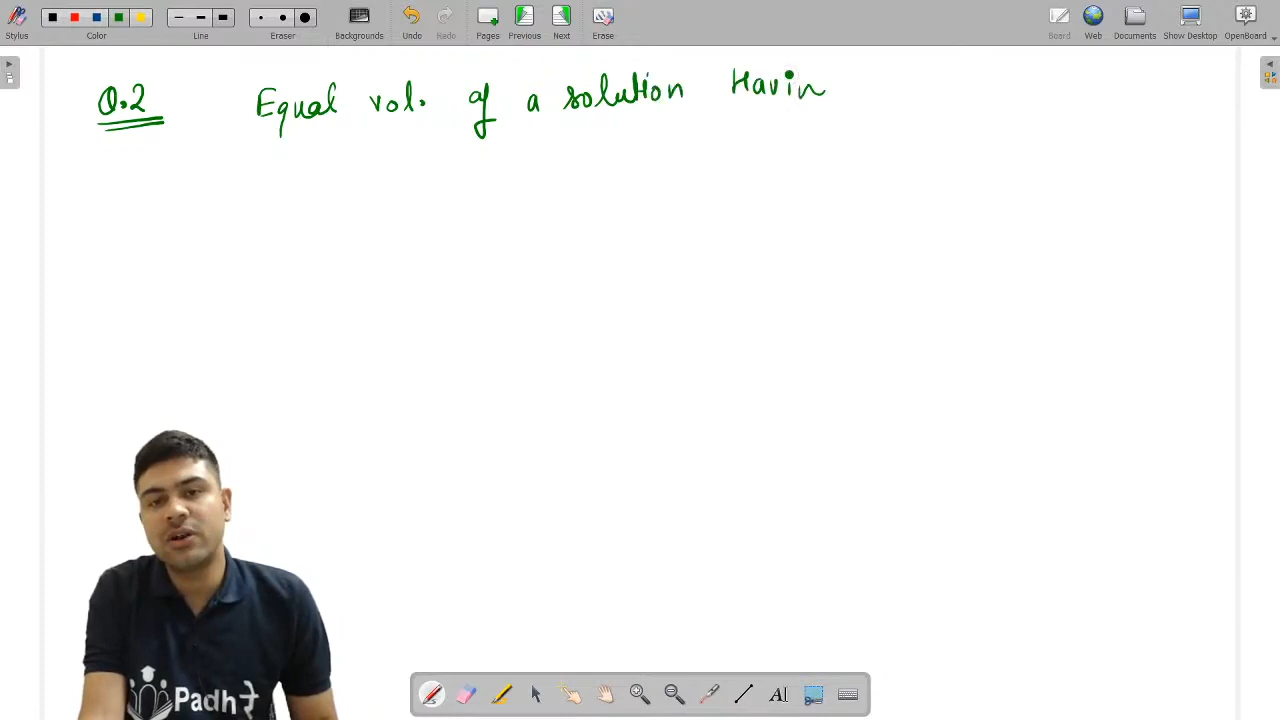 Stylus Color Line Eraser Backgrounds Undo Redo Pages Previous Next Erase Board Web Documents Show Desktop OpenBoard
Q.2 Equal vol. of a solution Havin
Padhरे